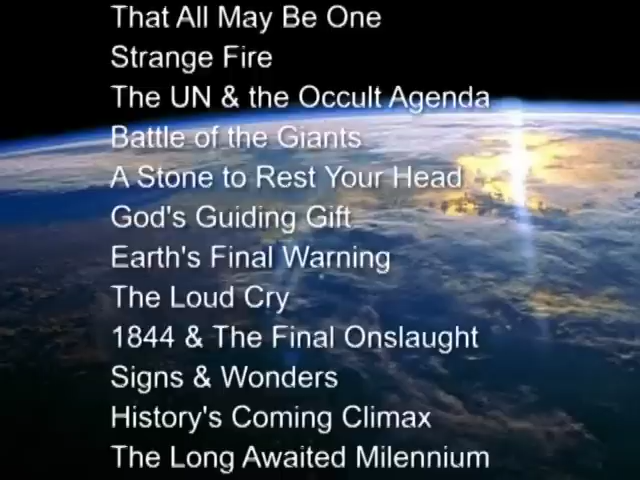 That All May Be One
Strange Fire
The UN & the Occult Agenda
Battle of the Giants
A Stone to Rest Your Head
God's Guiding Gift
Earth's Final Warning
The Loud Cry
1844 & The Final Onslaught
Signs & Wonders
History's Coming Climax
The Long Awaited Milennium